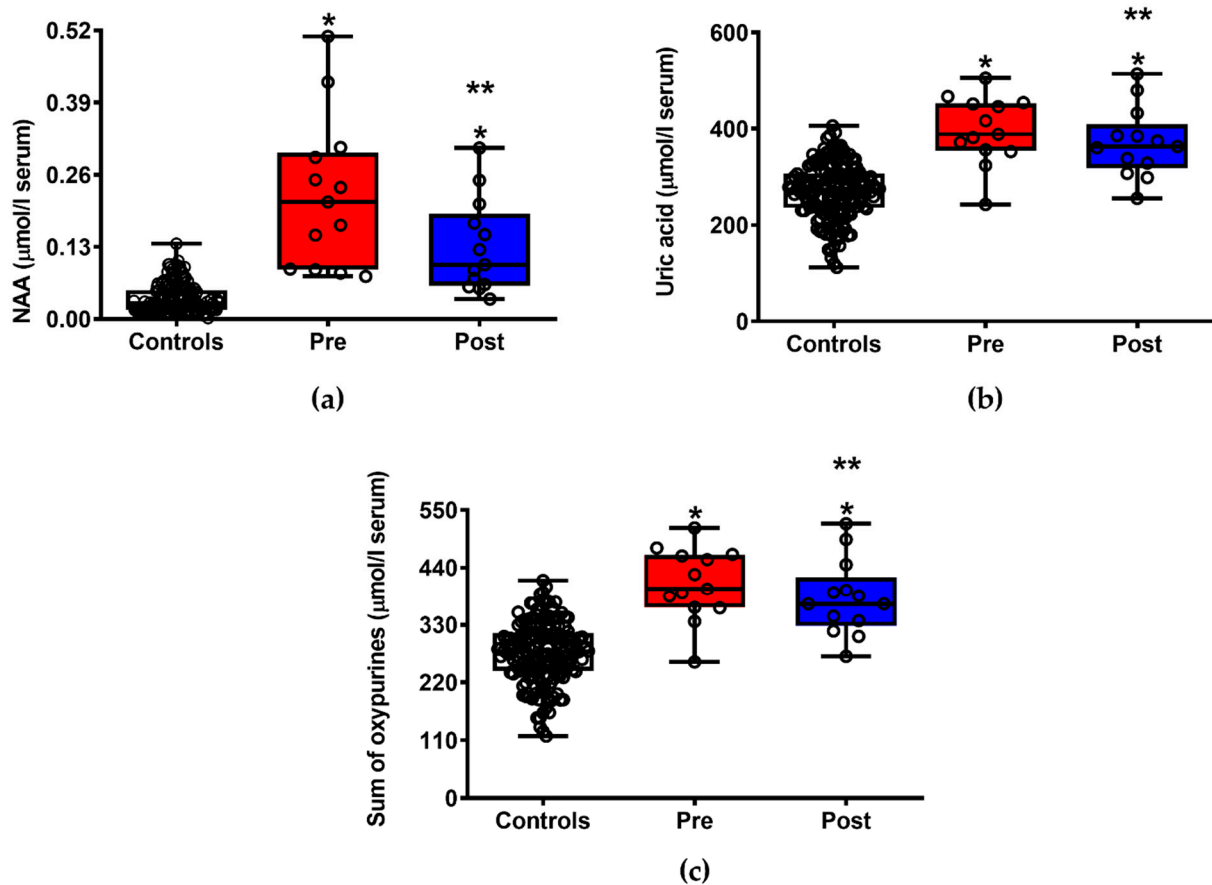 NAA (μmol/l serum)
0.52
0.39
0.26
0.13
0.00
*
**
*
Controls Pre Post
(a)
Uric acid (μmol/l serum)
600
400
200
0
*
**
*
Controls Pre Post
(b)
Sum of oxypurines (μmol/l serum)
550
440
330
220
110
0
*
**
*
Controls Pre Post
(c)